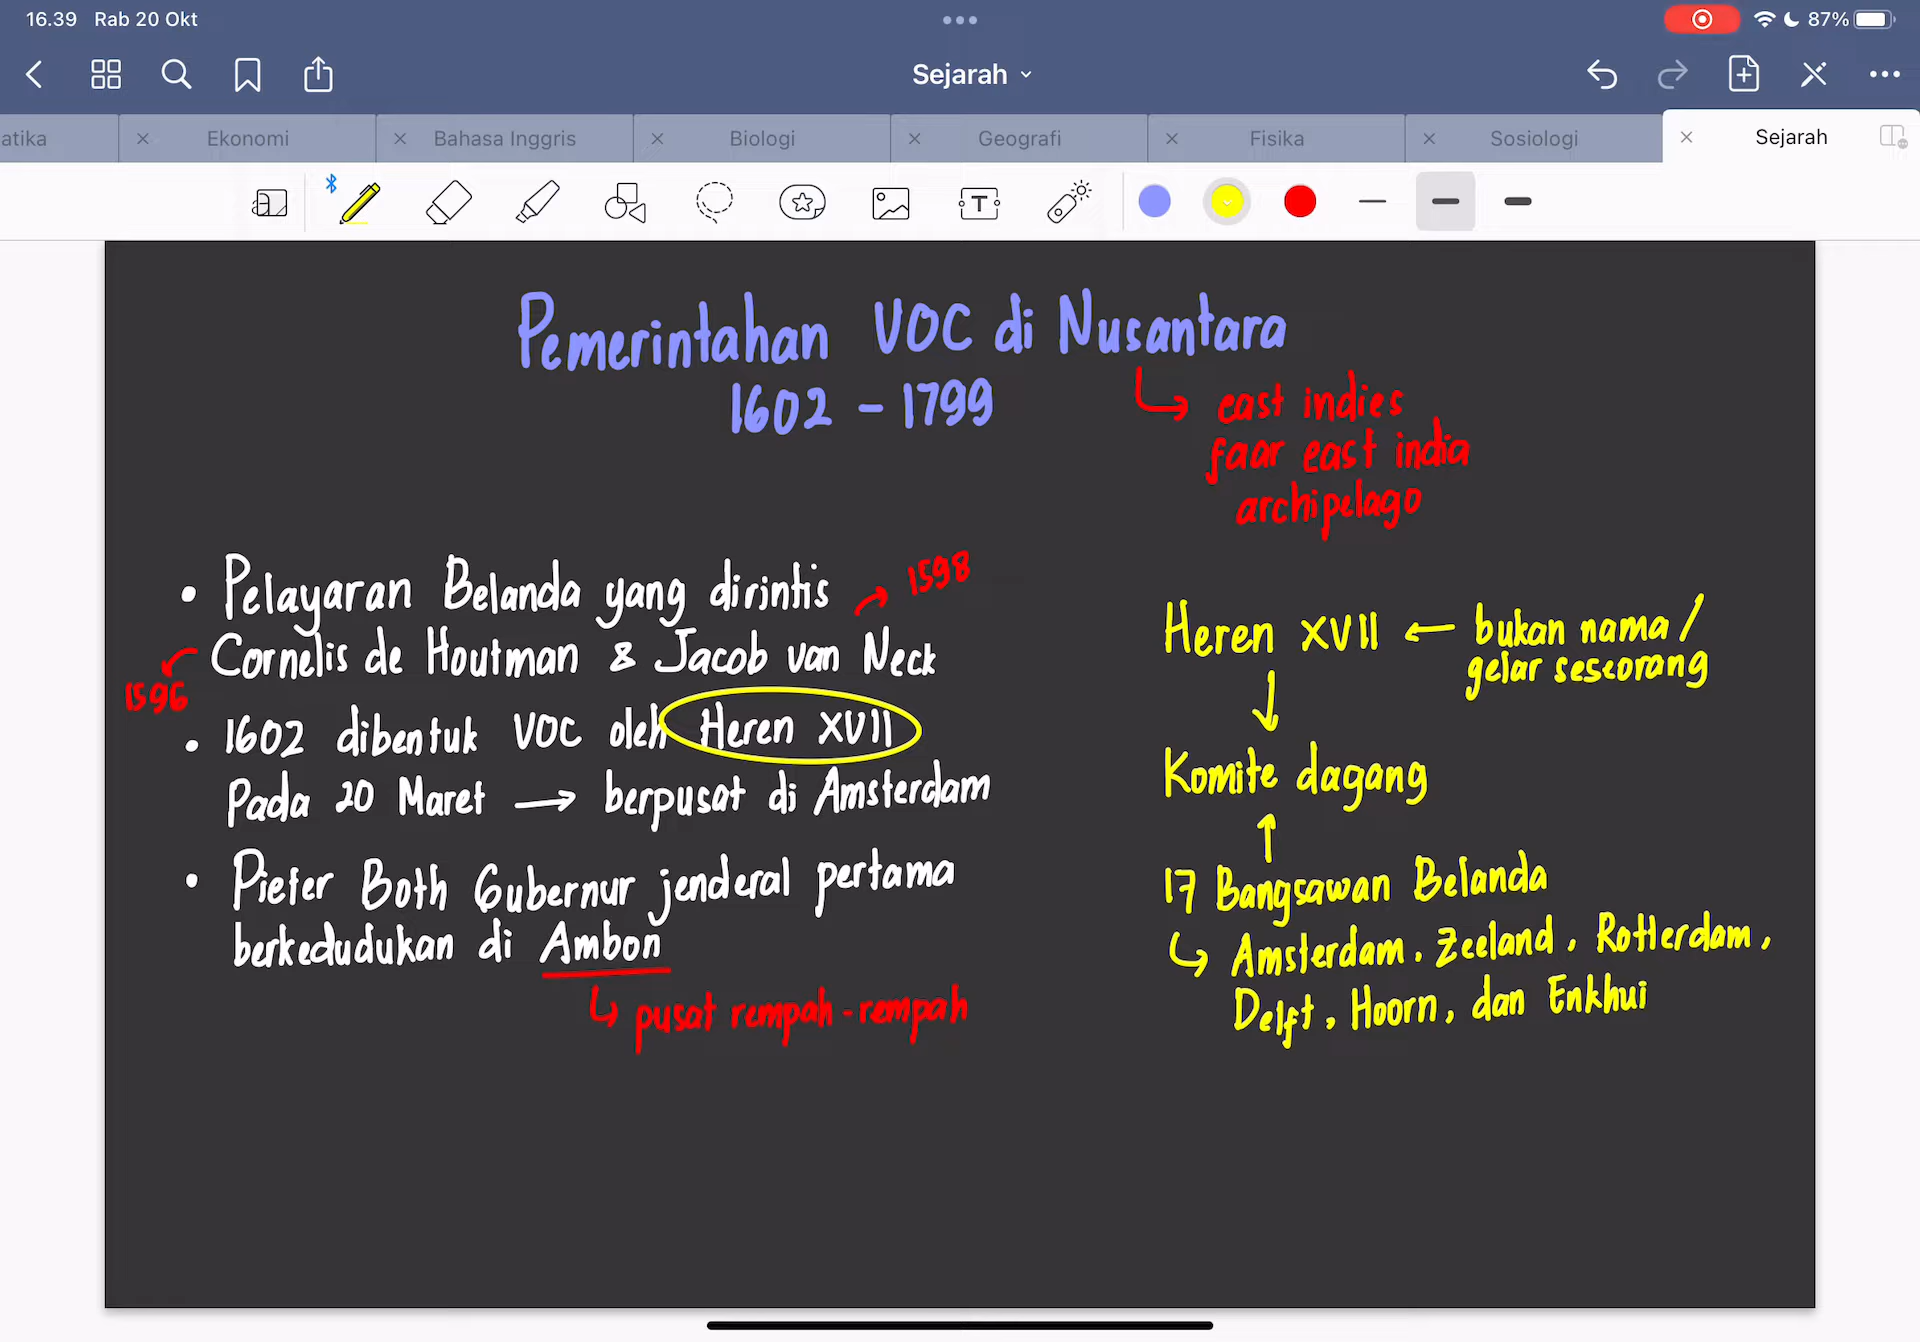 16.39 Rab 20 Okt
87%
Sejarah
atika
Ekonomi
Bahasa Inggris
Biologi
Geografi
Fisika
Sosiologi
Sejarah
T
Pemerintahan VOC di Nusantara
1602 - 1799
east indies
faar east india
archipelago
• Pelayaran Belanda yang dirintis
1598
Cornelis de Houtman & Jacob van Neck
1596
• 1602 dibentuk VOC oleh Heren XVII
Pada 20 Maret → berpusat di Amsterdam
• Pieter Both Gubernur jenderal pertama
berkedudukan di Ambon
↳ pusat rempah-rempah
Heren XVII ← bukan nama /
gelar seseorang
↓
Komite dagang
↑
17 Bangsawan Belanda
↳ Amsterdam, Zeeland, Rotterdam,
Delft, Hoorn, dan Enkhui